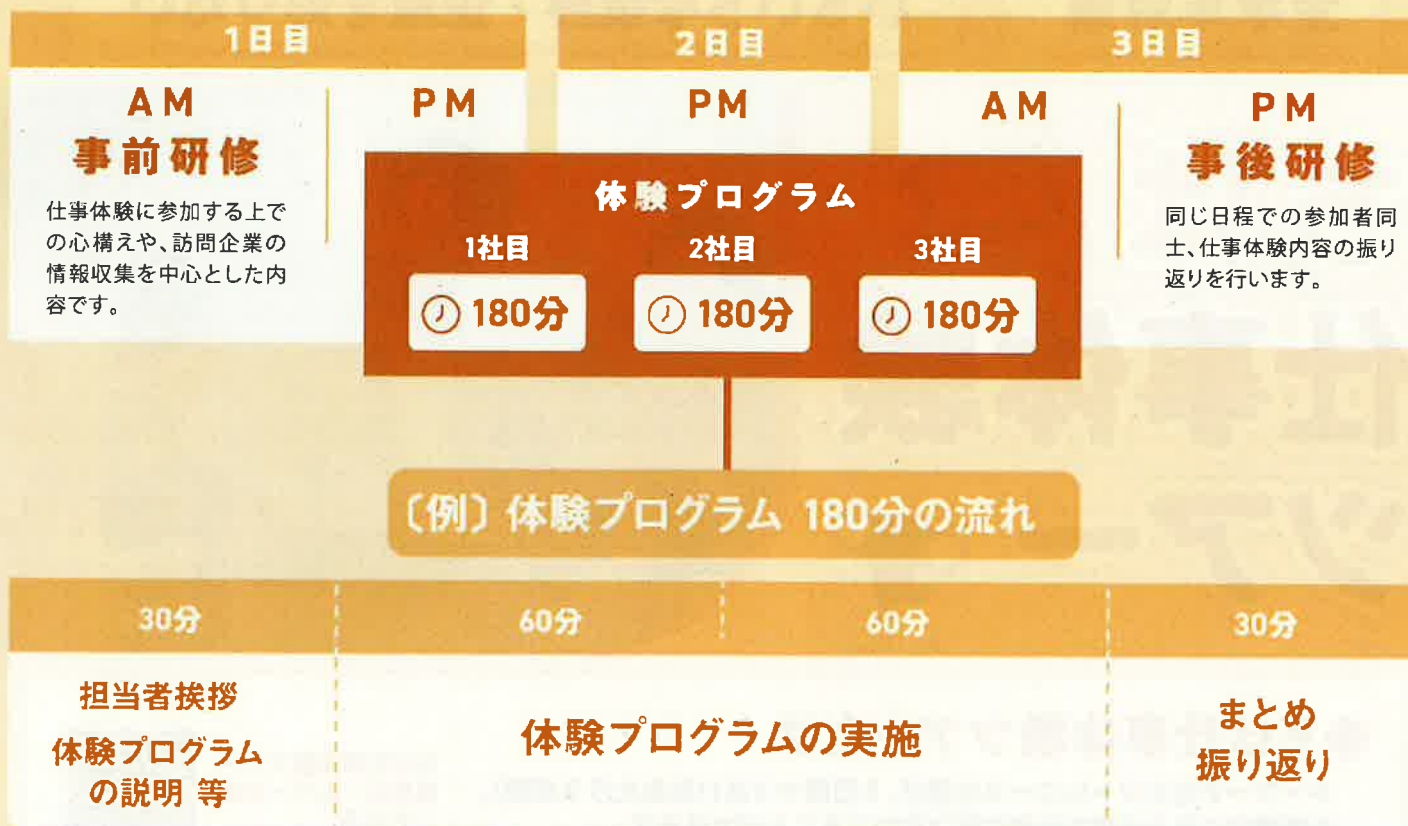 1日目
AM
事前研修
仕事体験に参加する上で
の心構えや、訪問企業の
情報収集を中心とした内
容です。
PM
2日目
PM
3日目
AM
PM
事後研修
同じ日程での参加者同
士、仕事体験内容の振り
返りを行います。
体験プログラム
1社目
180分
2社目
180分
3社目
180分
〔例〕体験プログラム 180分の流れ
30分
60分
60分
30分
担当者挨拶
体験プログラム
の説明 等
体験プログラムの実施
まとめ
振り返り